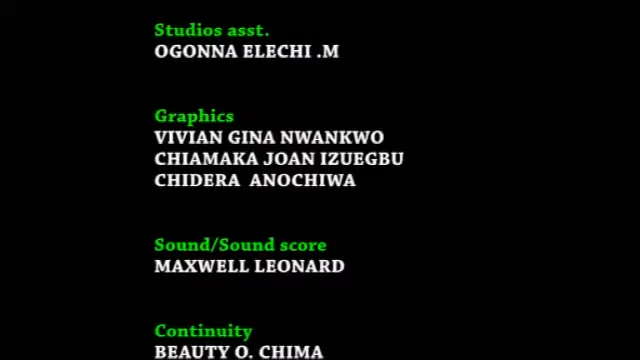 Studios asst.
OGONNA ELECHI .M
Graphics
VIVIAN GINA NWANKWO
CHIAMAKA JOAN IZUEGBU
CHIDERA  ANOCHIWA
Sound/Sound score
MAXWELL LEONARD
Continuity
BEAUTY O. CHIMA